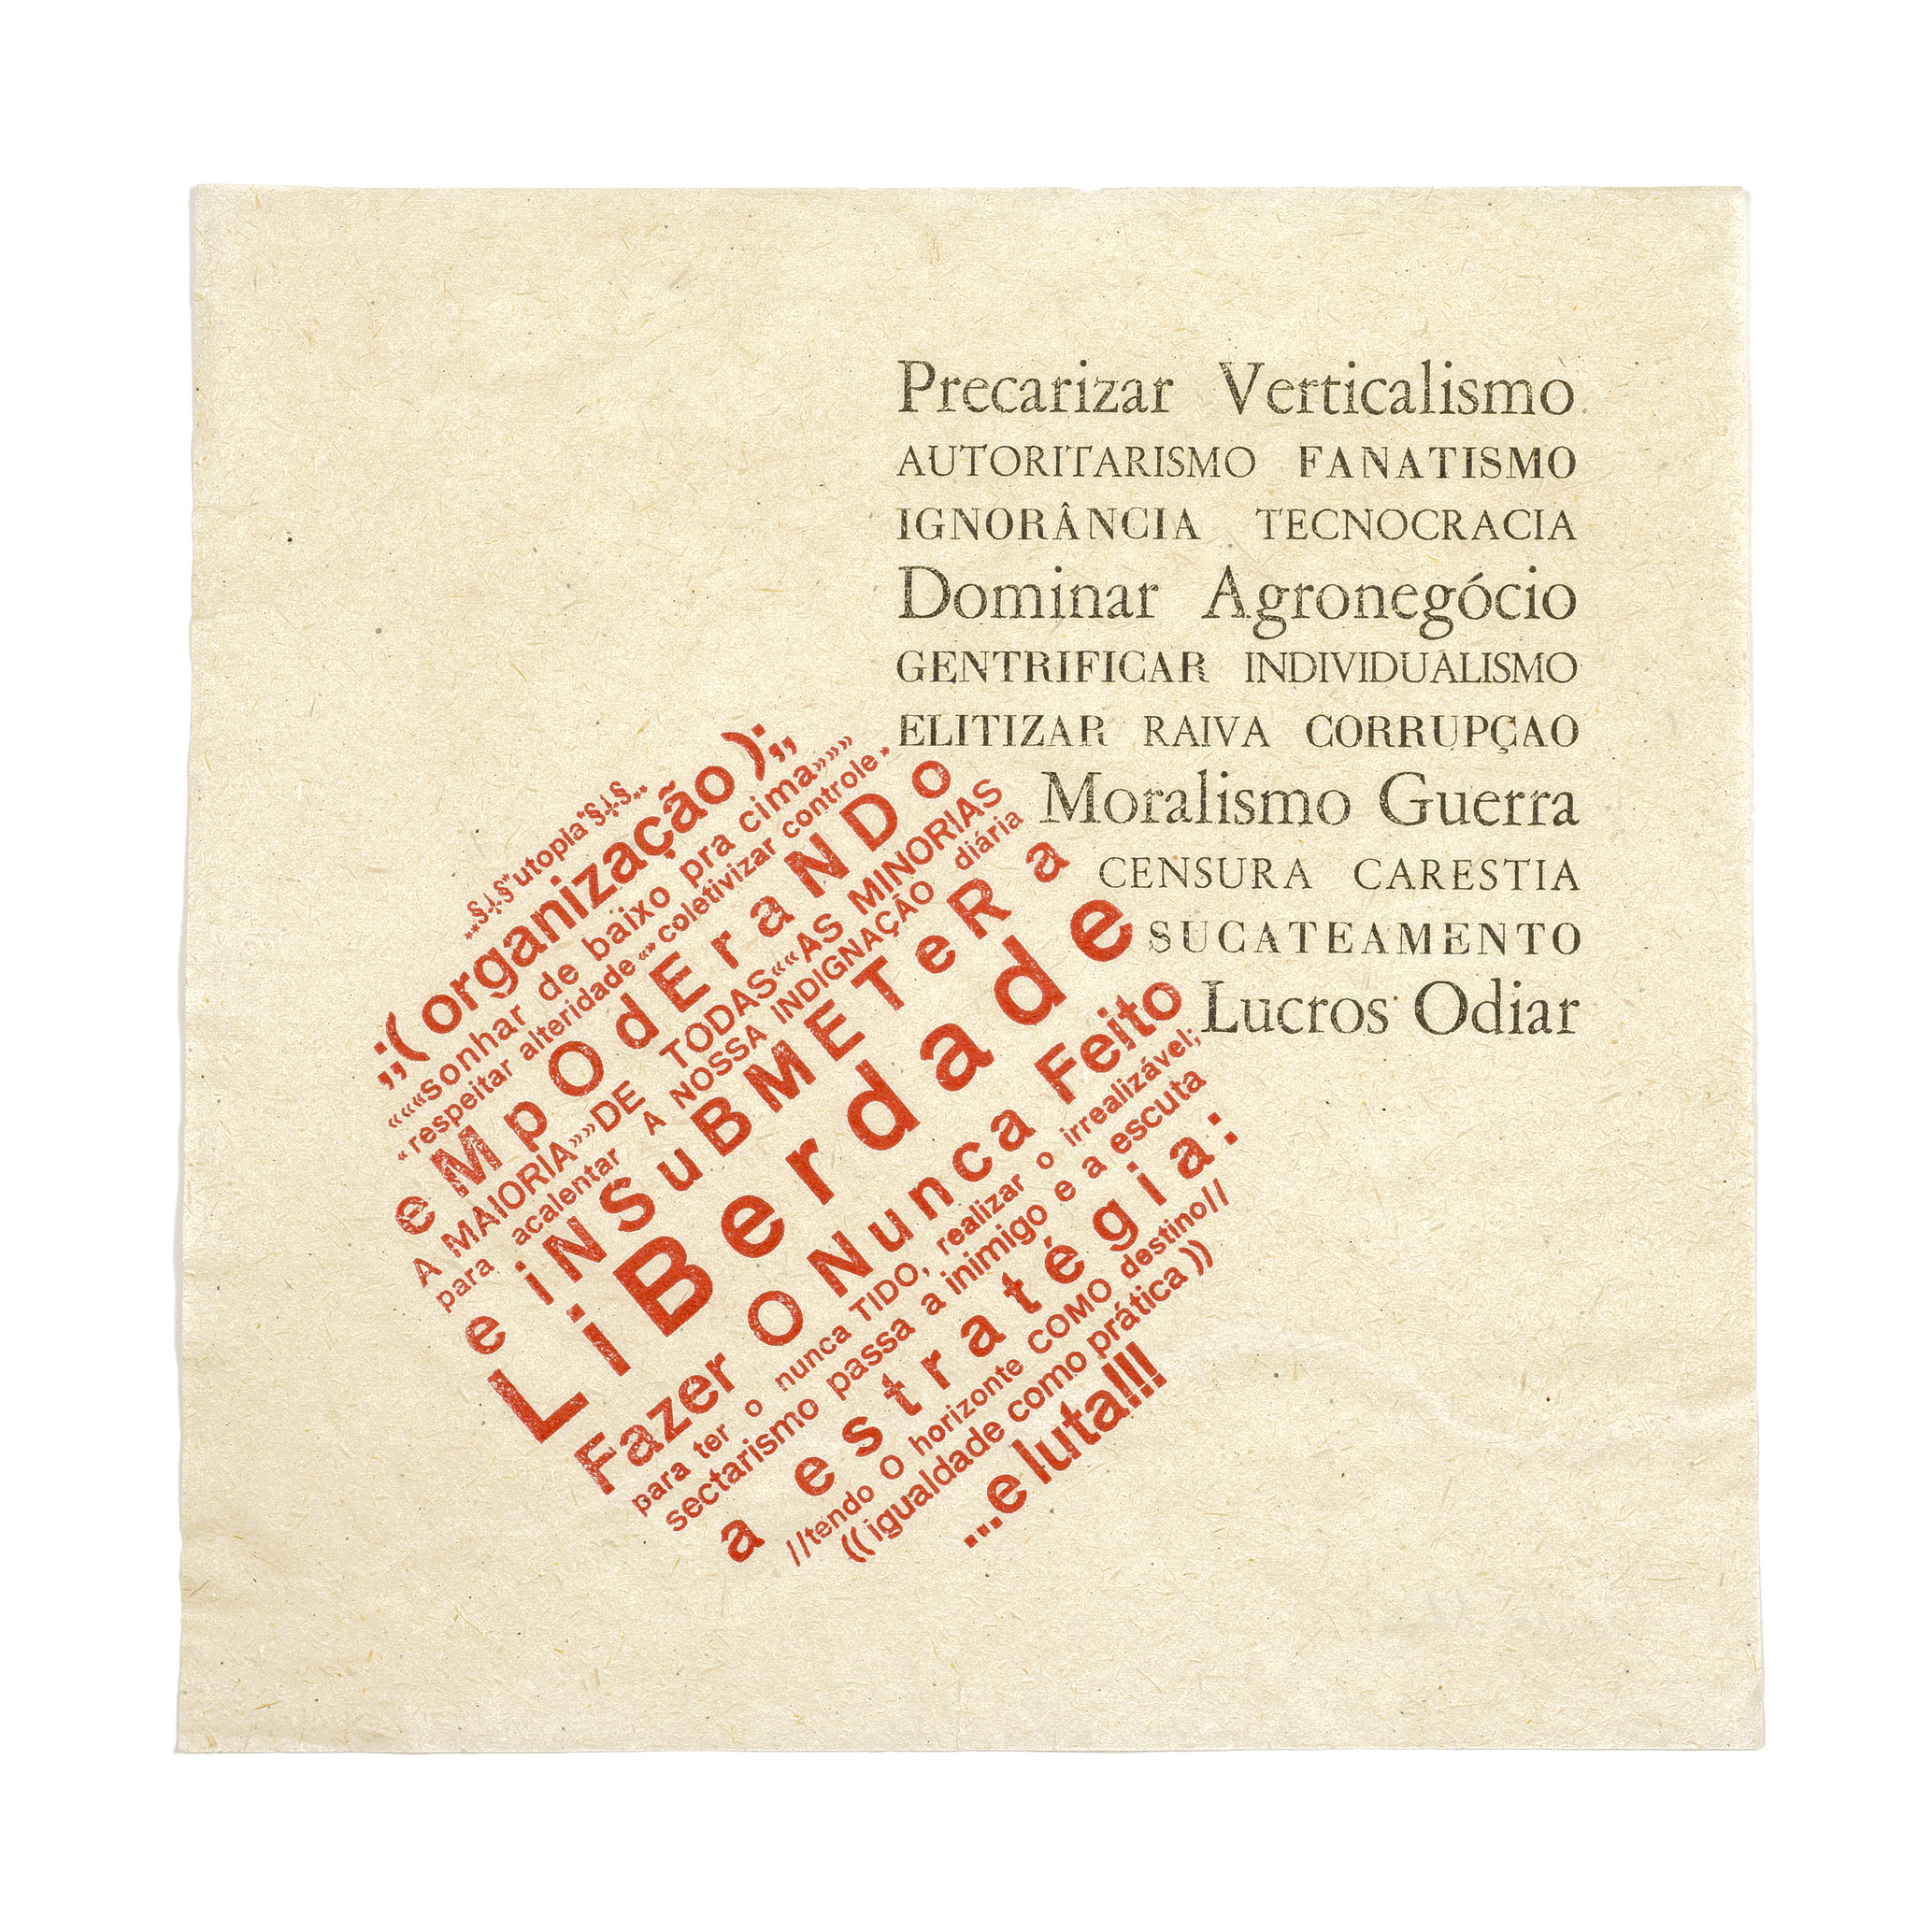 Precarizar Verticalismo
AUTORITARISMO FANATISMO
IGNORÂNCIA TECNOCRACIA
Dominar Agronegócio
GENTRIFICAR INDIVIDUALISMO
ELITIZAR RAIVA CORRUPÇAO
Moralismo Guerra
CENSURA CARESTIA
SUCATEAMENTO
Lucros Odiar
utopia
;;(organização);;
«««sonhar de baixo pra cima»»»
«respeitar alteridade«»coletivizar controle»
eMpOdEraNDo
A MAIORIA»»DE TODAS««AS MINORIAS
para acalentar A NOSSA INDIGNAÇÃO diária
e iNSuBMETeR a
LiBerdade
Fazer O Nunca Feito
para ter o nunca TIDO, realizar o irrealizável;
sectarismo passa a inimigo e a escuta
a estratégia:
//tendo O horizonte COMO destino//
((igualdade como prática))
...e luta!!!